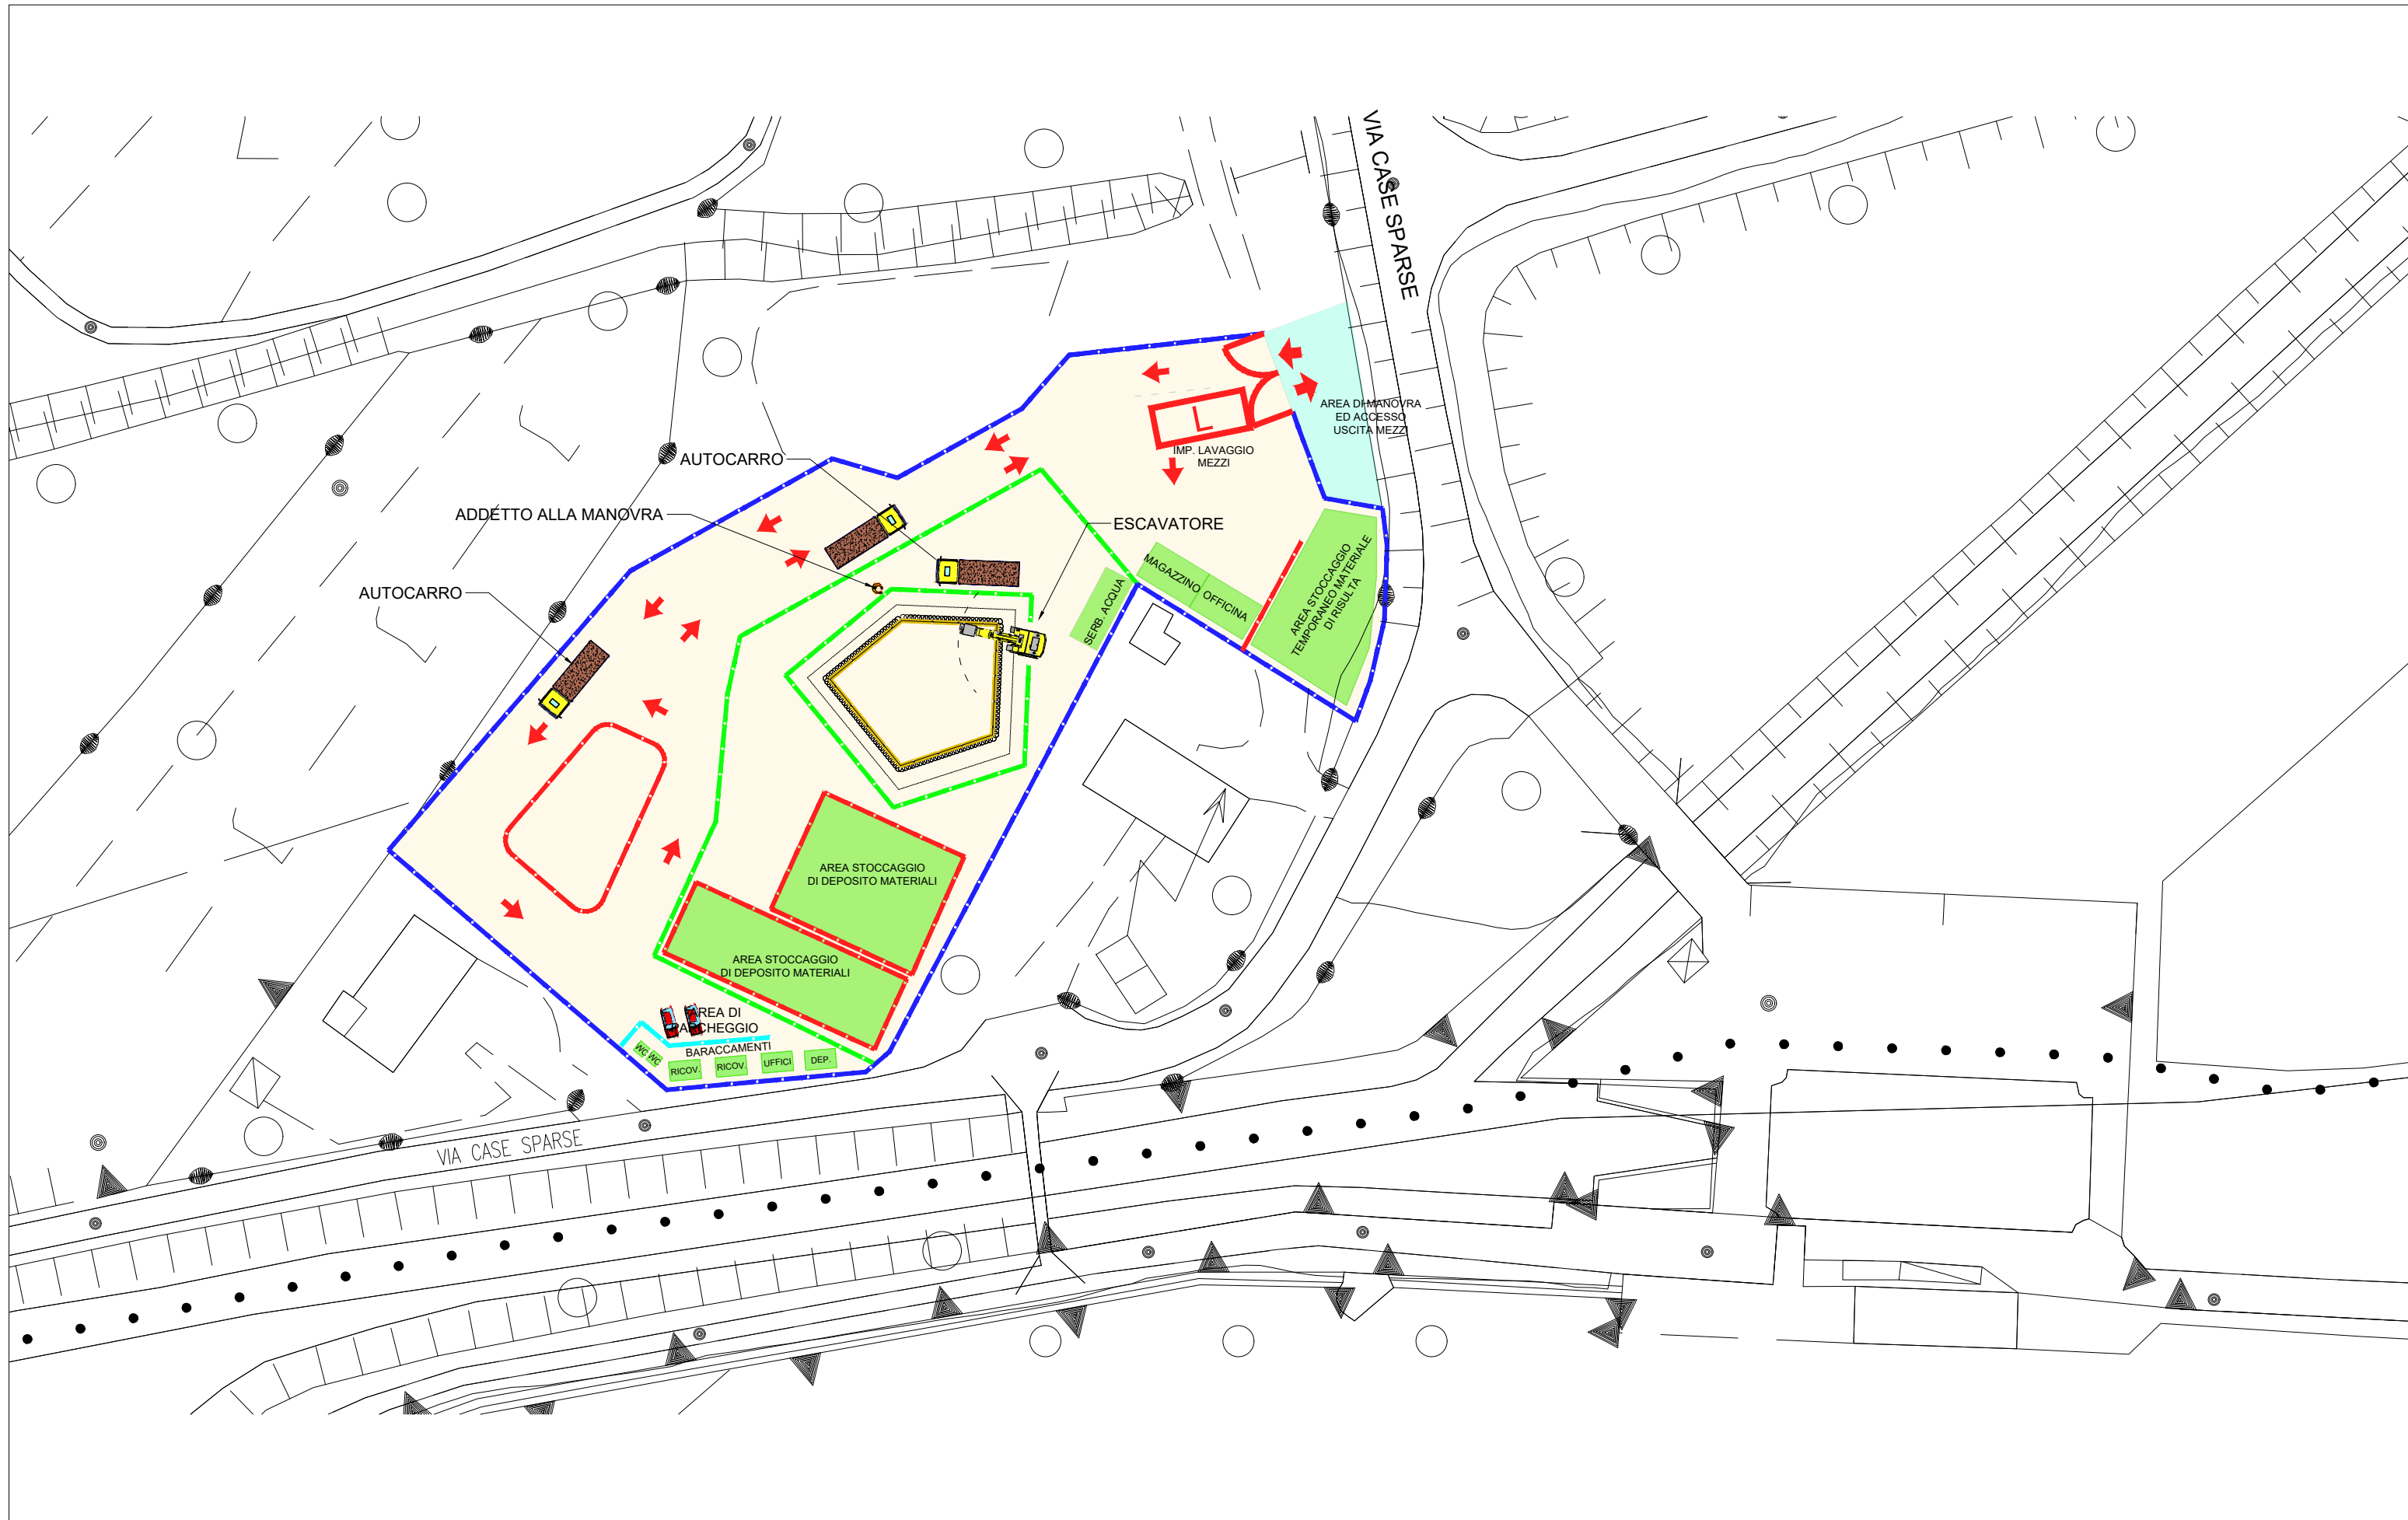 VIA CASE SPARSE
AREA DI MANOVRA
ED ACCESSO
USCITA MEZZI
L
IMP. LAVAGGIO
MEZZI
AUTOCARRO
ADDETTO ALLA MANOVRA
ESCAVATORE
AUTOCARRO
MAGAZZINO
OFFICINA
SERB. ACQUA
AREA STOCCAGGIO
TEMPORANEO MATERIALE
DI RISULTA
AREA STOCCAGGIO
DI DEPOSITO MATERIALI
AREA STOCCAGGIO
DI DEPOSITO MATERIALI
AREA DI
PARCHEGGIO
BARACCAMENTI
WC
WC
RICOV.
RICOV.
UFFICI
DEP.
VIA CASE SPARSE